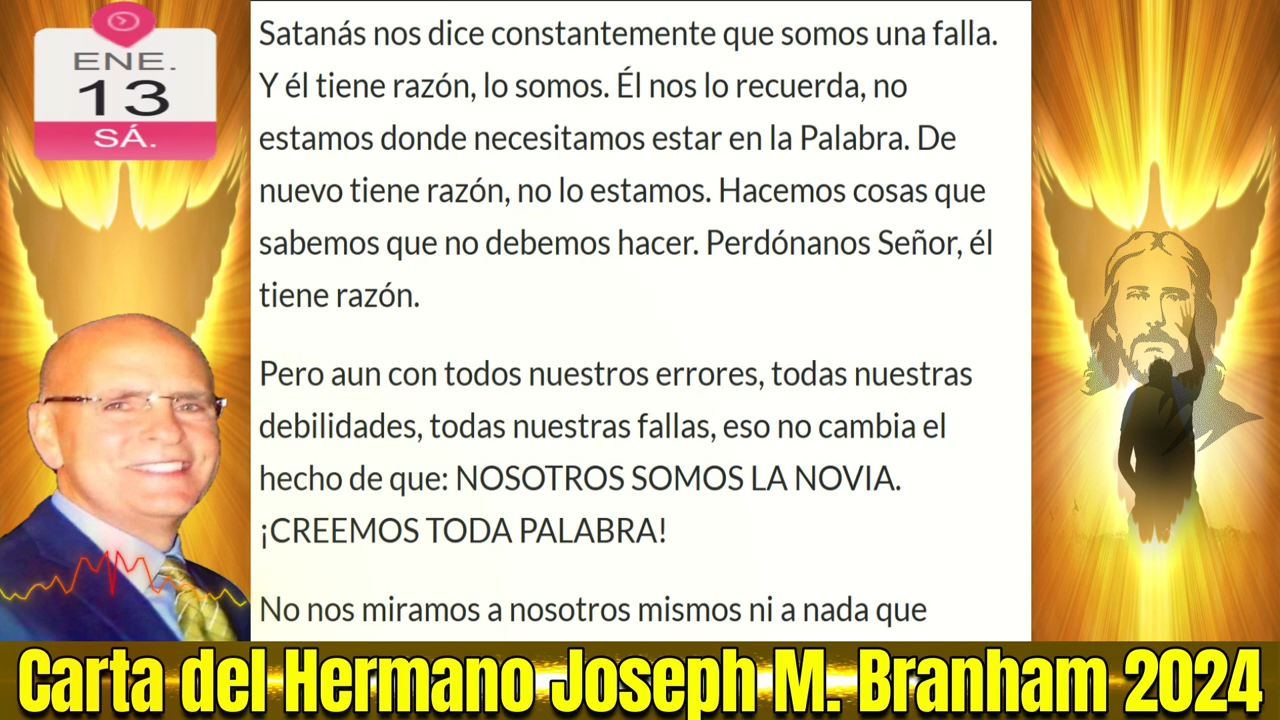 ENE.
13
SÁ.
Satanás nos dice constantemente que somos una falla.
Y él tiene razón, lo somos. Él nos lo recuerda, no
estamos donde necesitamos estar en la Palabra. De
nuevo tiene razón, no lo estamos. Hacemos cosas que
sabemos que no debemos hacer. Perdónanos Señor, él
tiene razón.
Pero aun con todos nuestros errores, todas nuestras
debilidades, todas nuestras fallas, eso no cambia el
hecho de que: NOSOTROS SOMOS LA NOVIA.
¡CREEMOS TODA PALABRA!
No nos miramos a nosotros mismos ni a nada que
Carta del Hermano Joseph M. Branham 2024